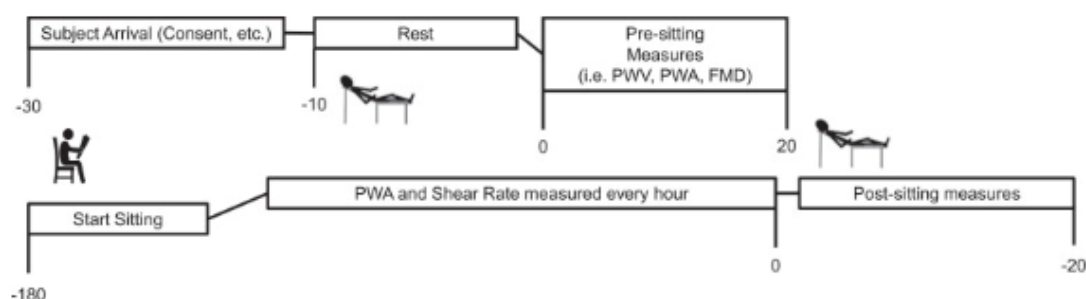 Subject Arrival (Consent, etc.)
Rest
Pre-sitting
Measures
(i.e. PWV, PWA, FMD)
-30
-10
0
20
Start Sitting
PWA and Shear Rate measured every hour
Post-sitting measures
-180
0
-20